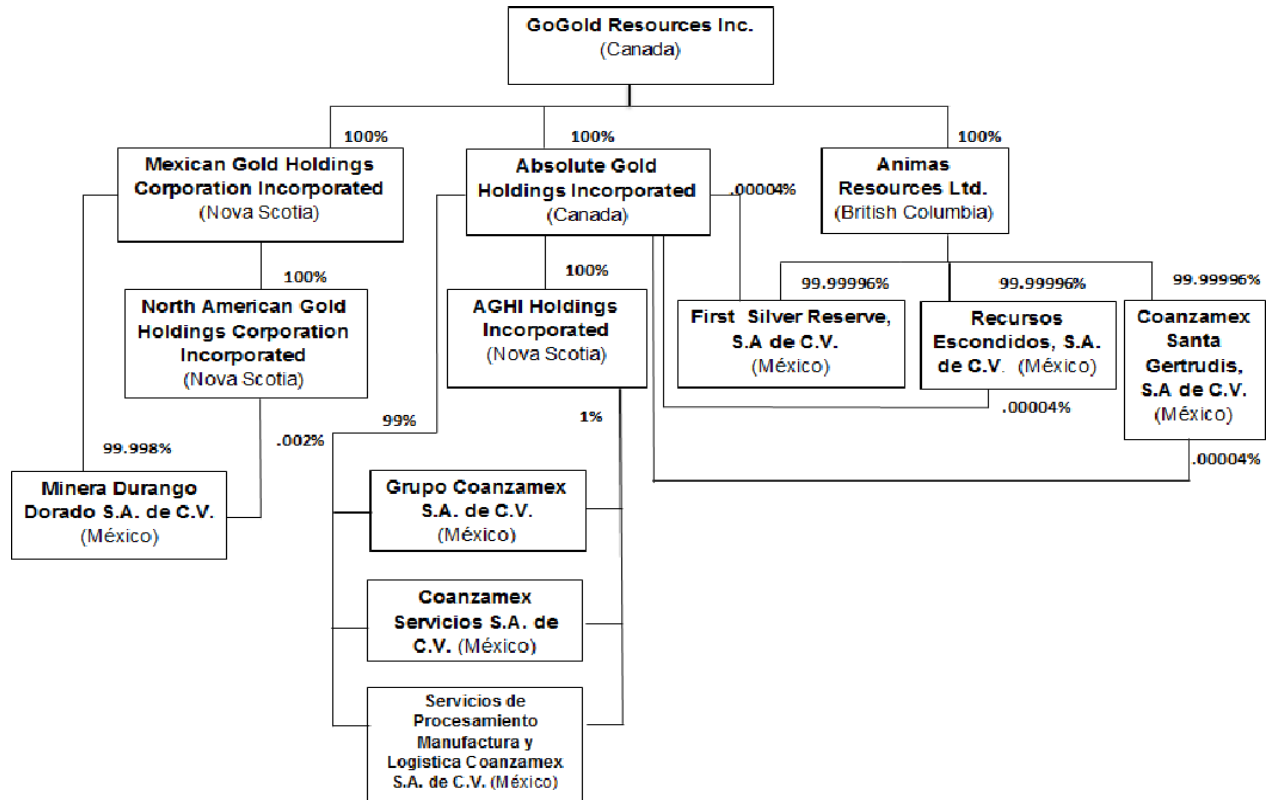 GoGold Resources Inc.
(Canada)
100%
100%
100%
Mexican Gold Holdings
Corporation Incorporated
(Nova Scotia)
Absolute Gold
Holdings Incorporated
(Canada)
.00004%
Animas
Resources Ltd.
(British Columbia)
100%
100%
99.99996%
99.99996%
99.99996%
North American Gold
Holdings Corporation
Incorporated
(Nova Scotia)
AGHI Holdings
Incorporated
(Nova Scotia)
First Silver Reserve,
S.A de C.V.
(México)
Recursos
Escondidos, S.A.
de C.V. (México)
Coanzamex
Santa
Gertrudis,
S.A de C.V.
(México)
99.998%
.002%
99%
1%
.00004%
.00004%
Minera Durango
Dorado S.A. de C.V.
(México)
Grupo Coanzamex
S.A. de C.V.
(México)
Coanzamex
Servicios S.A. de
C.V. (México)
Servicios de
Procesamiento
Manufactura y
Logistica Coanzamex
S.A. de C.V. (México)